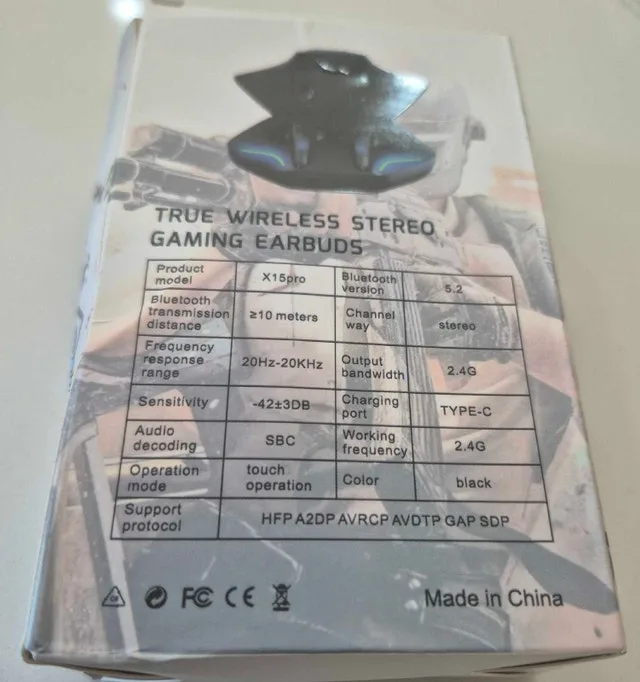 TRUE WIRELESS STEREO
GAMING EARBUDS
Product model X15pro Bluetooth version 5.2
Bluetooth transmission distance ≥10 meters Channel way stereo
Frequency response range 20Hz-20KHz Output bandwidth 2.4G
Sensitivity -42±3DB Charging port TYPE-C
Audio decoding SBC Working frequency 2.4G
Operation mode touch operation Color black
Support protocol HFP A2DP AVRCP AVDTP GAP SDP
FC CE Made in China